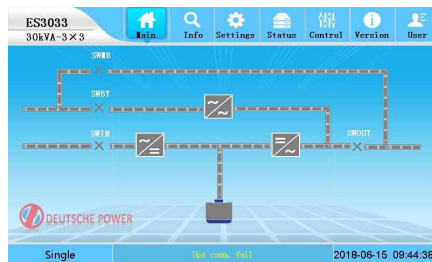 ES3033
30kVA-3×3
Main
Info
Settings
Status
Control
Version
User
SWMB
SWBY
SWIN
SWOUT
DEUTSCHE POWER
Single
Ups comm. fail
2018-06-15 09:44:38